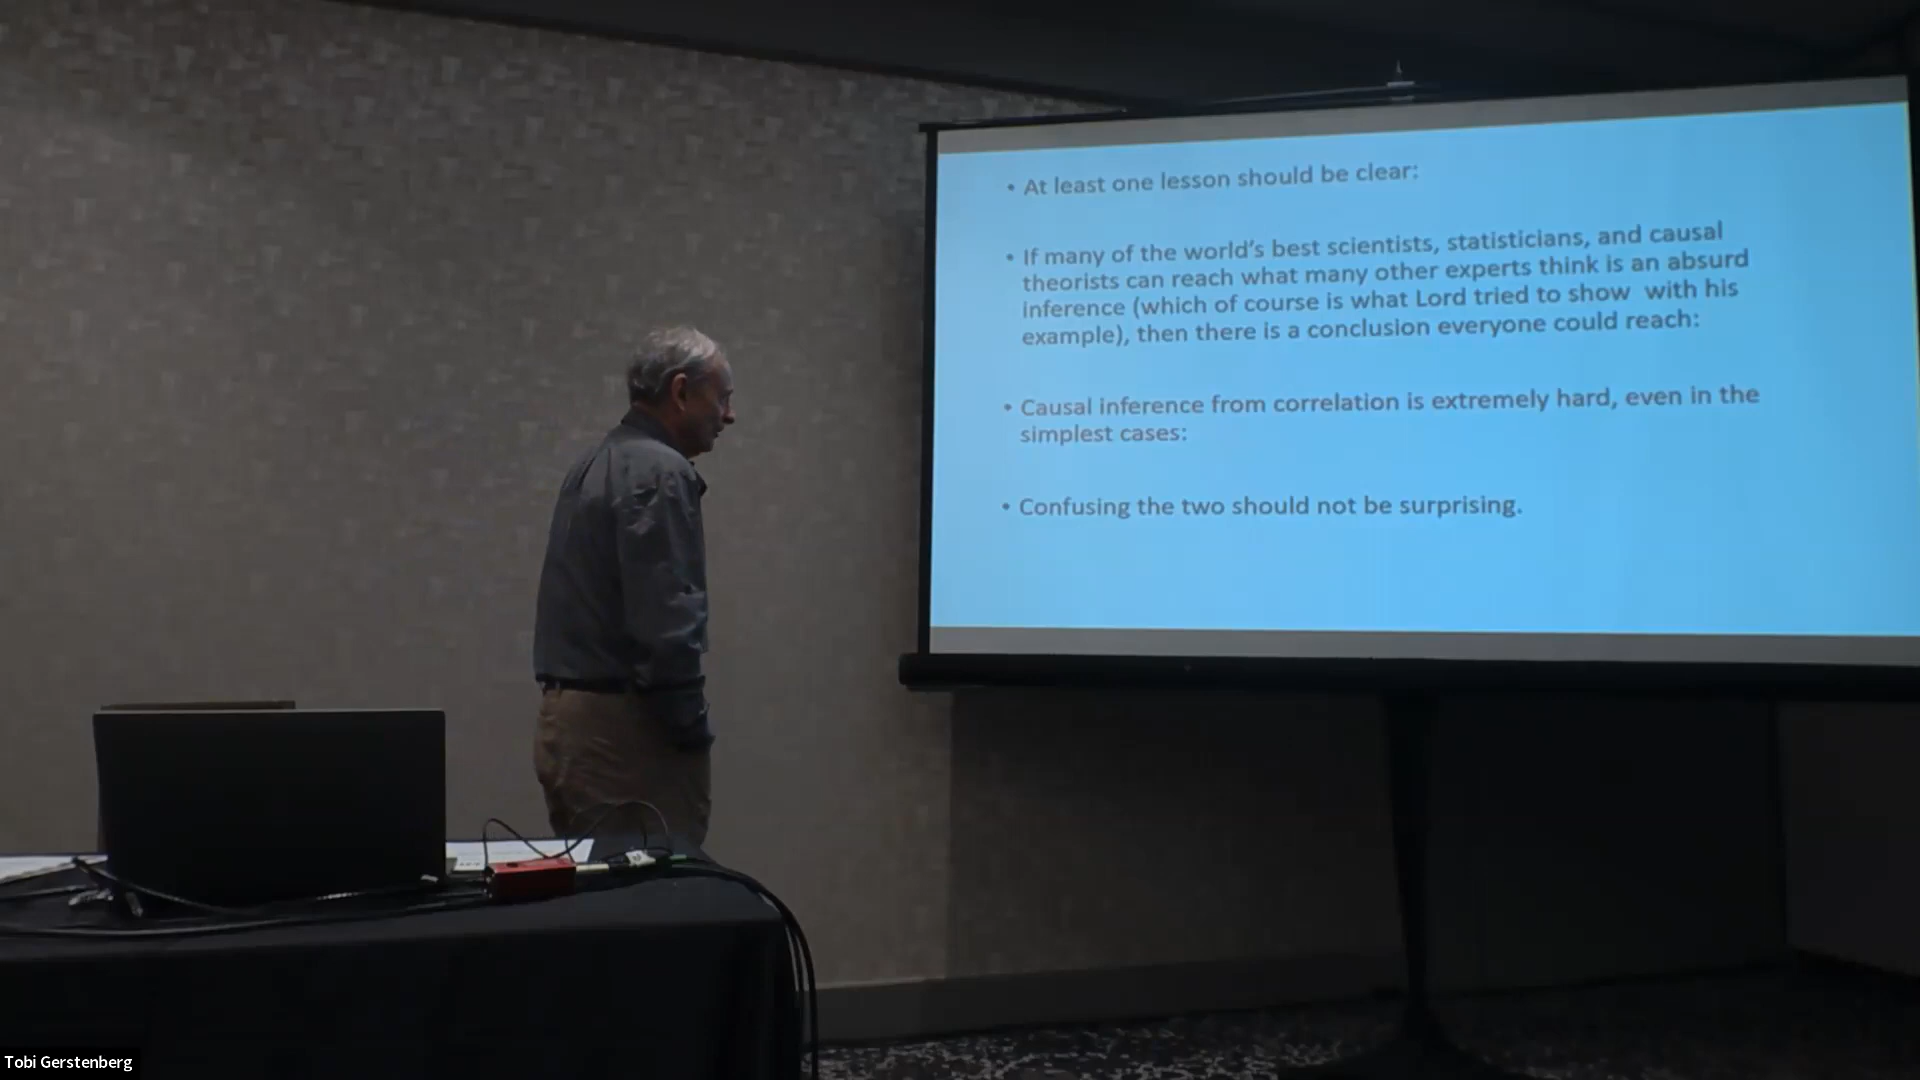 • At least one lesson should be clear:
• If many of the world's best scientists, statisticians, and causal
theorists can reach what many other experts think is an absurd
inference (which of course is what Lord tried to show  with his
example), then there is a conclusion everyone could reach:
• Causal inference from correlation is extremely hard, even in the
simplest cases:
• Confusing the two should not be surprising.
Tobi Gerstenberg